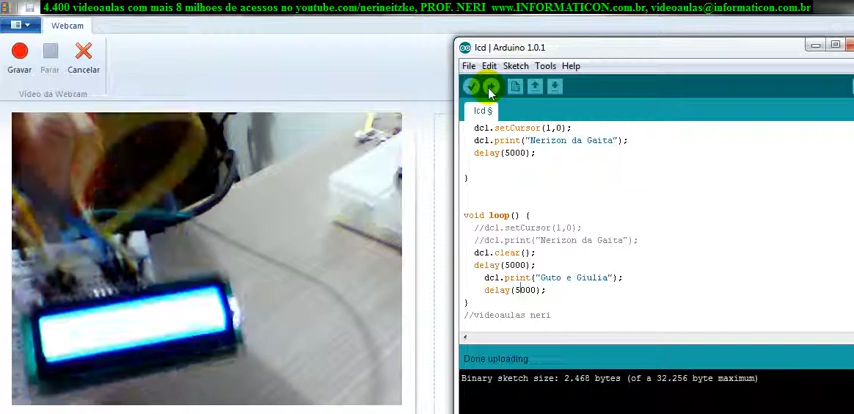 4.400 videoaulas com mais 8 milhoes de acessos no youtube.com/nerineitzke, PROF. NERI www.INFORMATICON.com.br, videoaulas@informaticon.com.br
Webcam
Gravar Parar Cancelar
Vídeo da Webcam
lcd | Arduino 1.0.1
File Edit Sketch Tools Help
lcd §
dcl.setCursor(1,0);
dcl.print("Nerizon da Gaita");
delay(5000);
}
void loop() {
//dcl.setCursor(1,0);
//dcl.print("Nerizon da Gaita");
dcl.clear();
delay(5000);
dcl.print("Guto e Giulia");
delay(5000);
}
//videoaulas neri
Done uploading
Binary sketch size: 2.468 bytes (of a 32.256 byte maximum)